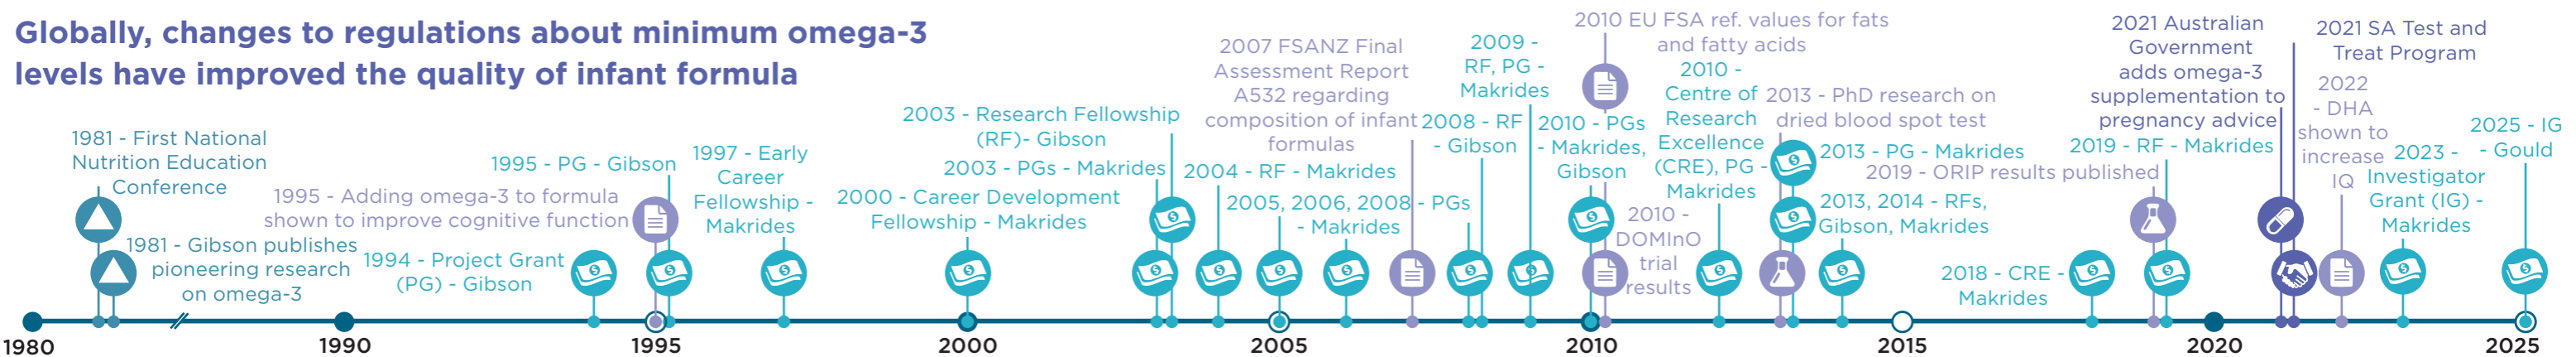 Globally, changes to regulations about minimum omega-3
levels have improved the quality of infant formula
1981 - First National
Nutrition Education
Conference
1981 - Gibson publishes
pioneering research
on omega-3
1994 - Project Grant
(PG) - Gibson
1995 - Adding omega-3 to formula
shown to improve cognitive function
1995 - PG - Gibson
1997 - Early
Career
Fellowship -
Makrides
2000 - Career Development
Fellowship - Makrides
2003 - Research Fellowship
(RF)- Gibson
2003 - PGs - Makrides
2004 - RF - Makrides
2005, 2006, 2008 - PGs
- Makrides
2007 FSANZ Final
Assessment Report
A532 regarding
composition of infant
formulas
2008 - RF
- Gibson
2009 -
RF, PG -
Makrides
2010 EU FSA ref. values for fats
and fatty acids
2010 - PGs
- Makrides,
Gibson
2010 -
DOMInO
trial
results
2010 -
Centre of
Research
Excellence
(CRE), PG -
Makrides
2013 - PhD research on
dried blood spot test
2013 - PG - Makrides
2013, 2014 - RFs,
Gibson, Makrides
2018 - CRE -
Makrides
2019 - ORIP results published
2019 - RF - Makrides
2021 Australian
Government
adds omega-3
supplementation to
pregnancy advice
2021 SA Test and
Treat Program
2022
- DHA
shown to
increase
IQ
2023 -
Investigator
Grant (IG) -
Makrides
2025 - IG
- Gould
1980
1990
1995
2000
2005
2010
2015
2020
2025